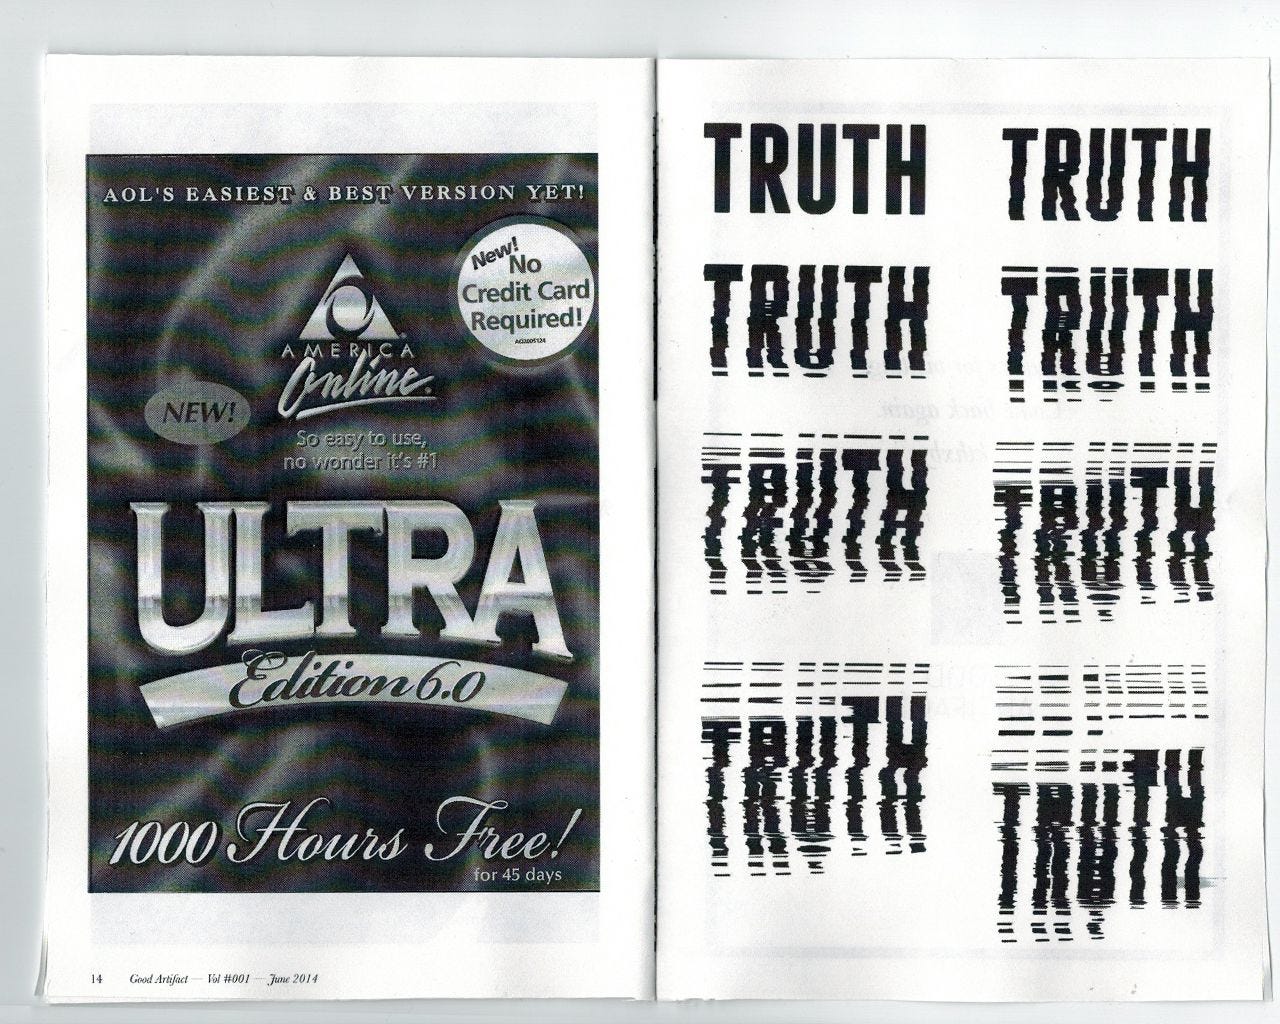 AOL'S EASIEST & BEST VERSION YET!
New!
No
Credit Card
Required!
AO2005124
AMERICA
Online
NEW!
So easy to use,
no wonder it's #1
ULTRA
Edition 6.0
1000 Hours Free!
for 45 days
14 Good Artifact — Vol #001 — June 2014
TRUTH TRUTH
TRUTH TRUTH
TRUTH TRUTH
TRUTH TRUTH